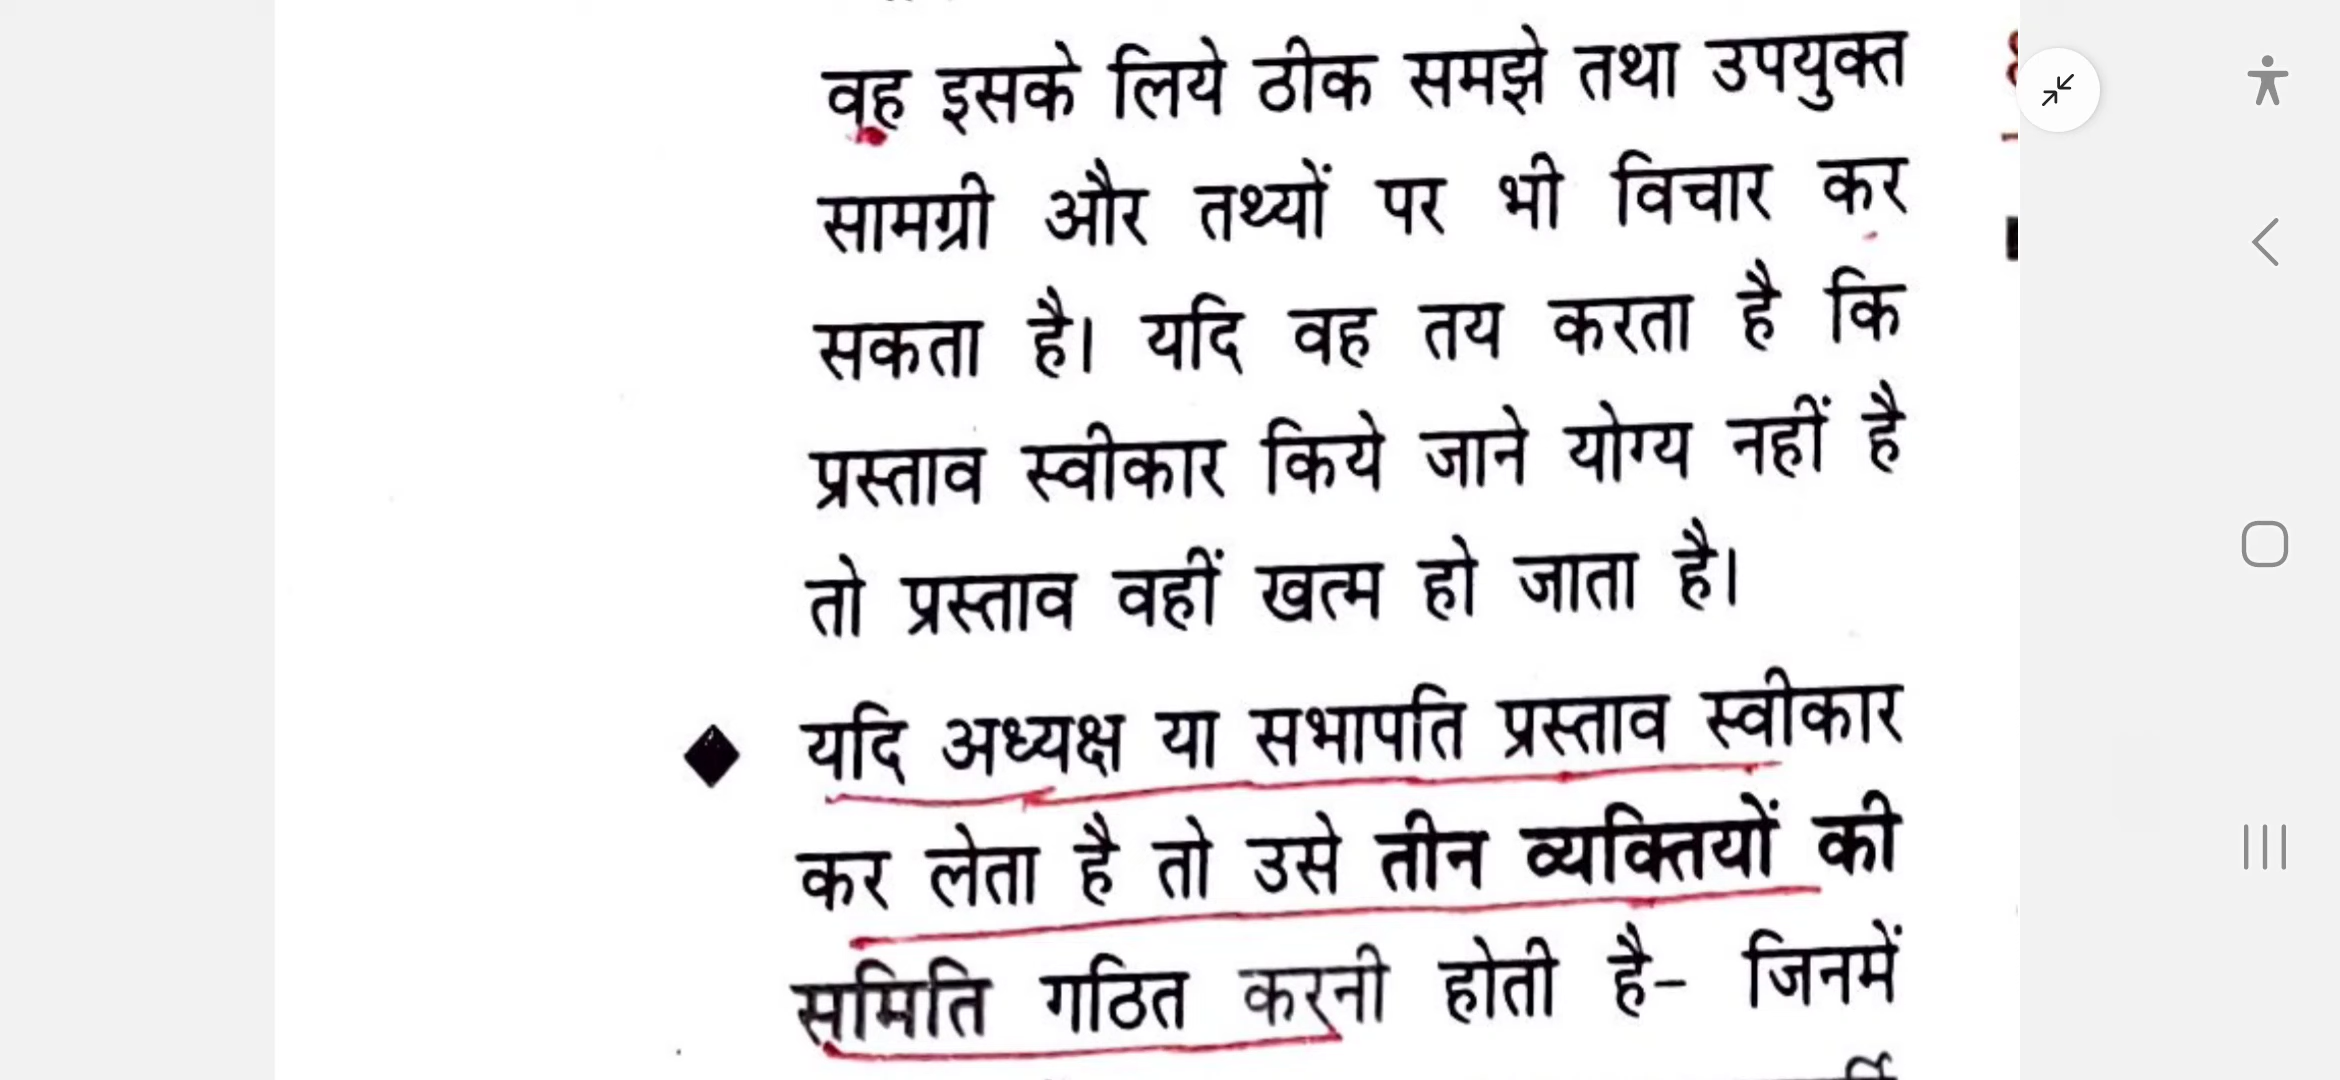 वह इसके लिये ठीक समझे तथा उपयुक्त
सामग्री और तथ्यों पर भी विचार कर
सकता है। यदि वह तय करता है कि
प्रस्ताव स्वीकार किये जाने योग्य नहीं है
तो प्रस्ताव वहीं खत्म हो जाता है।
◆ यदि अध्यक्ष या सभापति प्रस्ताव स्वीकार
कर लेता है तो उसे तीन व्यक्तियों की
समिति गठित करनी होती है- जिनमें